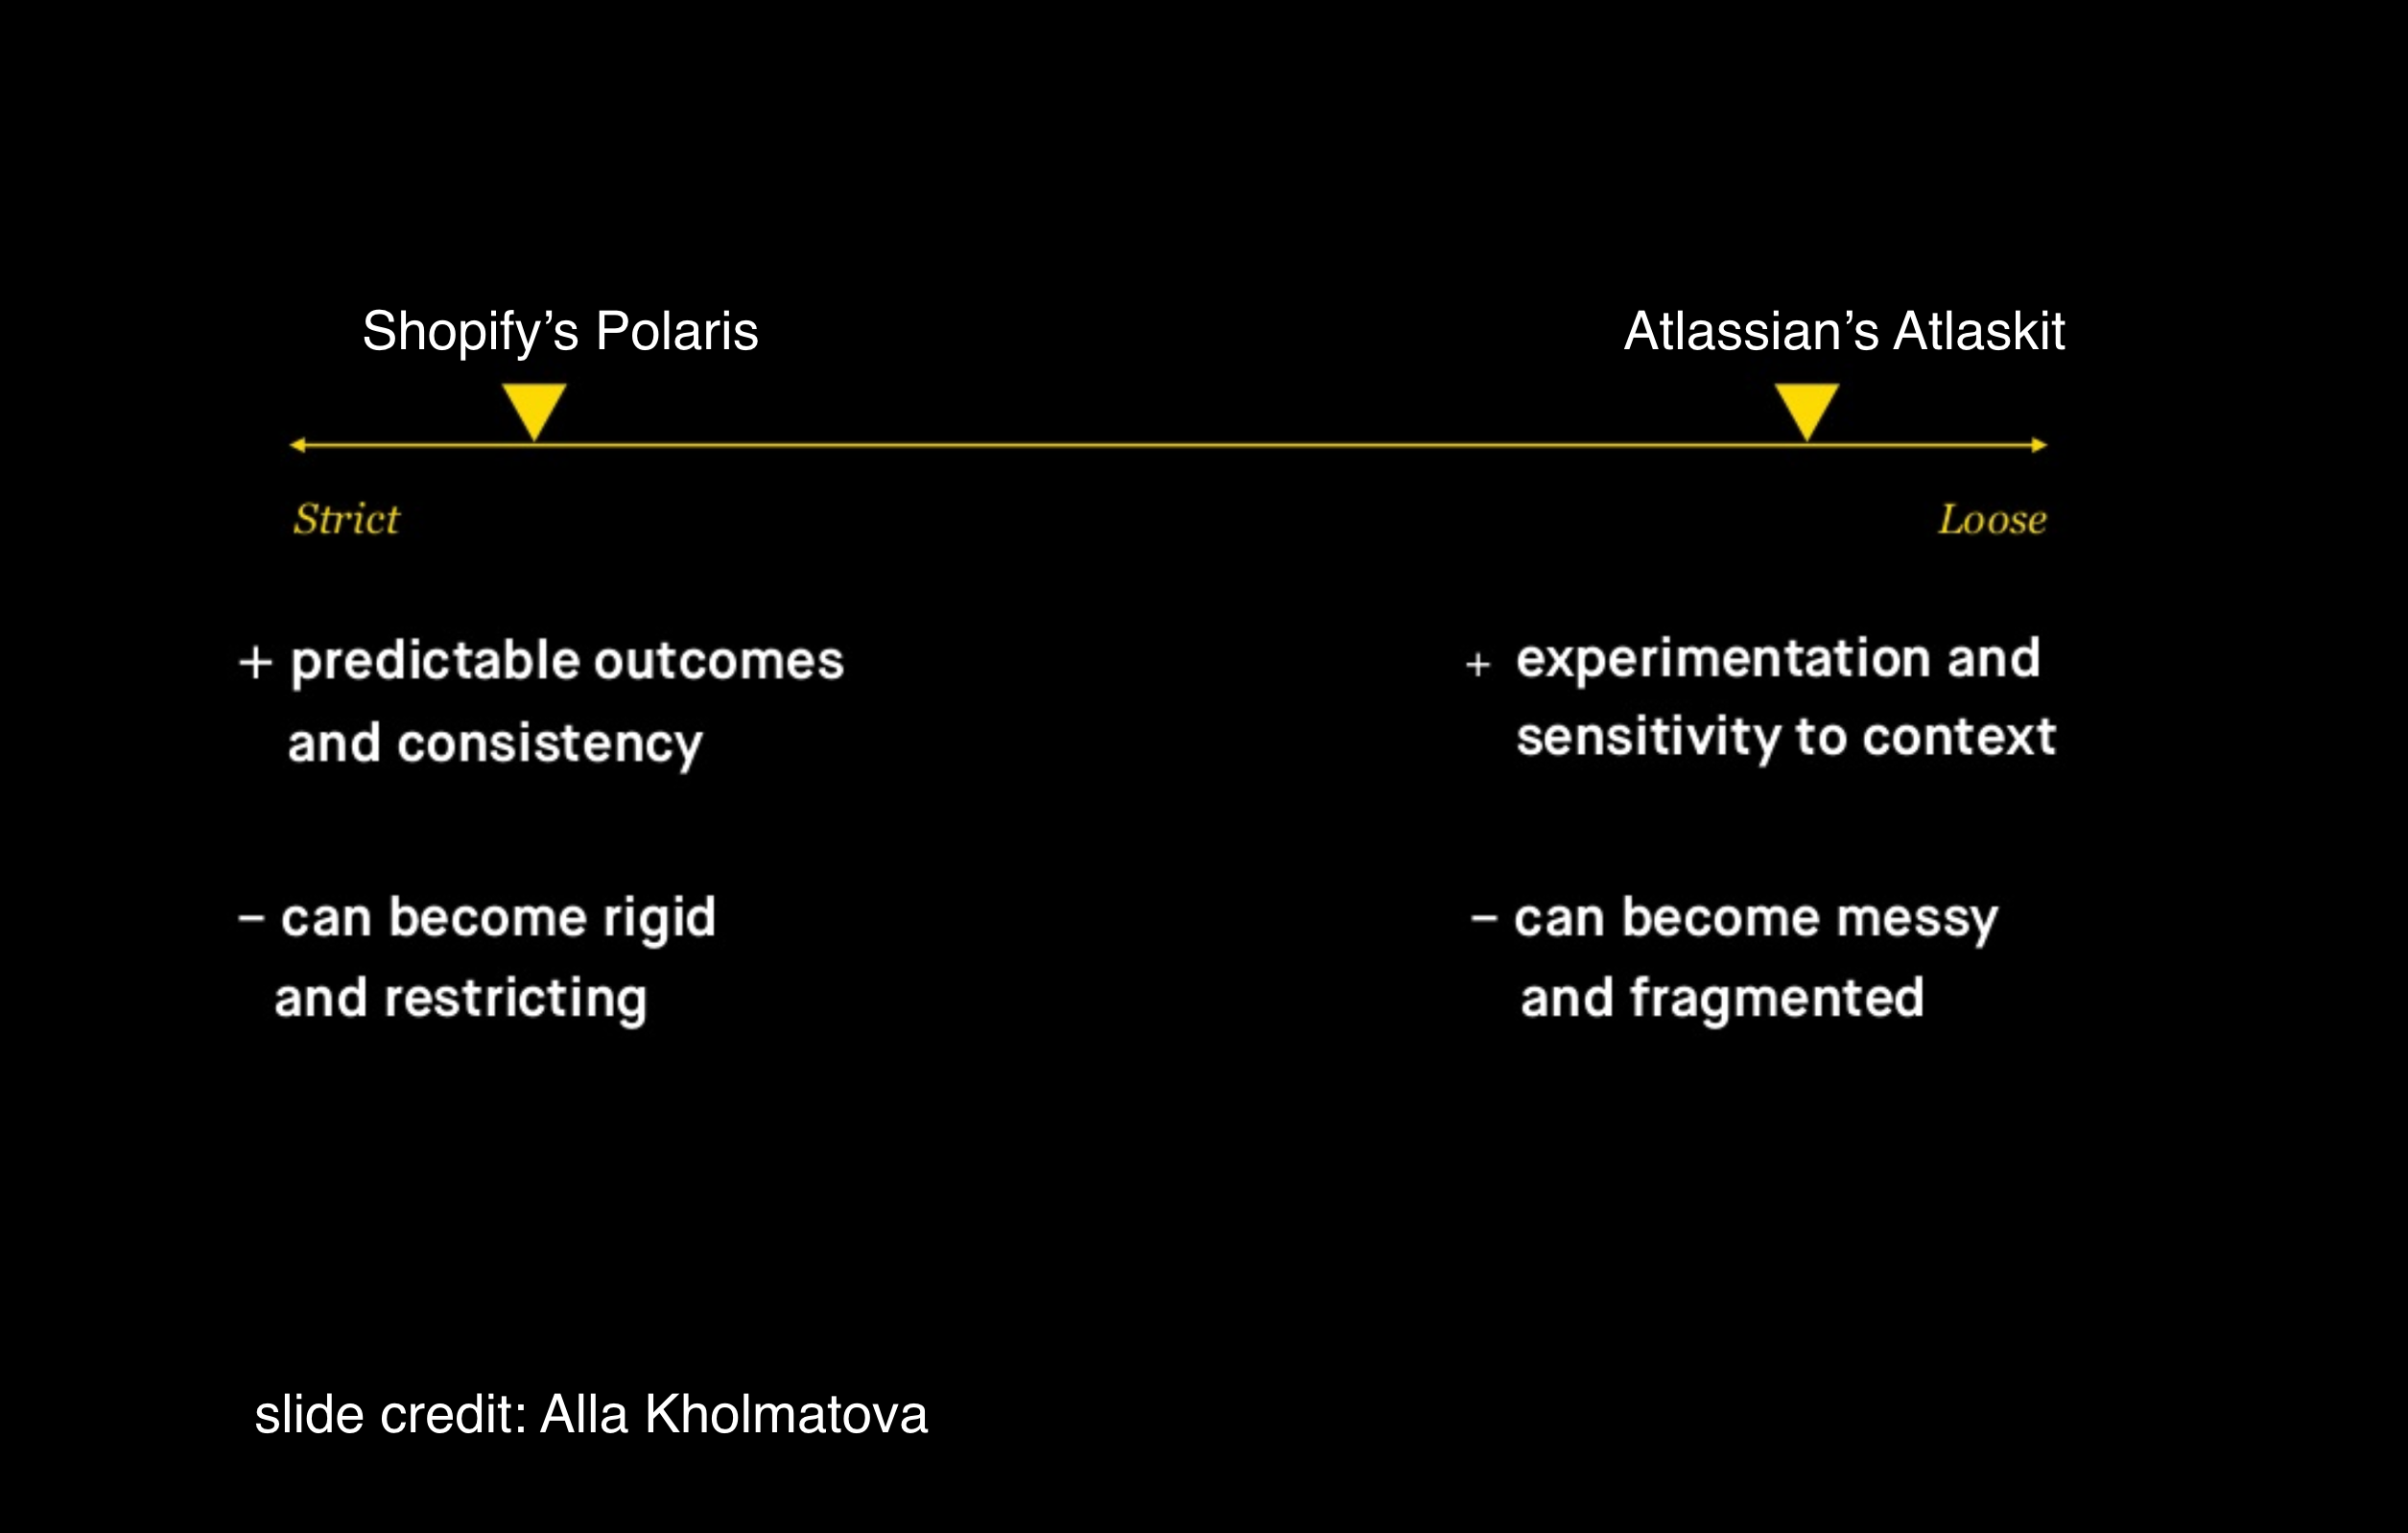 Shopify’s Polaris
Atlassian’s Atlaskit
Strict
Loose
+ predictable outcomes
and consistency
– can become rigid
and restricting
+ experimentation and
sensitivity to context
– can become messy
and fragmented
slide credit: Alla Kholmatova